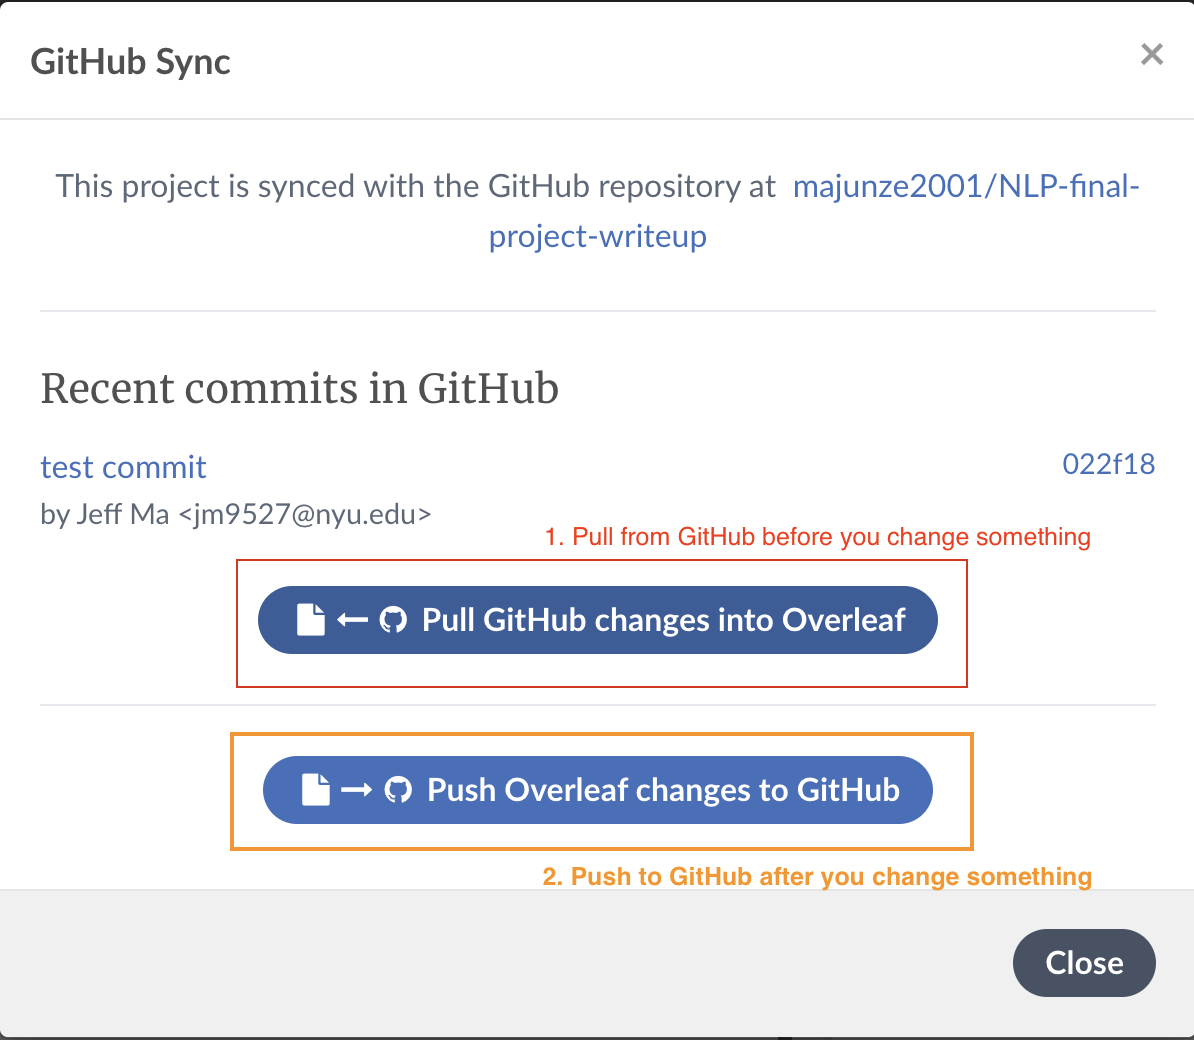 GitHub Sync
×
This project is synced with the GitHub repository at majunze2001/NLP-final-
project-writeup
Recent commits in GitHub
test commit
022f18
by Jeff Ma <jm9527@nyu.edu>
1. Pull from GitHub before you change something
Pull GitHub changes into Overleaf
Push Overleaf changes to GitHub
2. Push to GitHub after you change something
Close